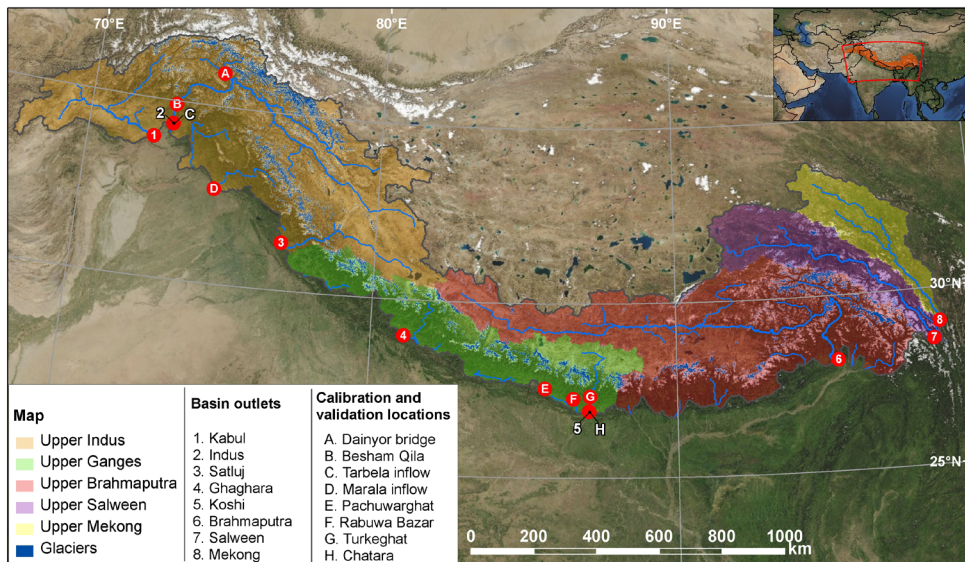 70°E
80°E
90°E
A
B
2
C
1
D
3
4
E
F
G
5
H
6
7
8
30°N
25°N
Map
Upper Indus
Upper Ganges
Upper Brahmaputra
Upper Salween
Upper Mekong
Glaciers
Basin outlets
1. Kabul
2. Indus
3. Satluj
4. Ghaghara
5. Koshi
6. Brahmaputra
7. Salween
8. Mekong
Calibration and
validation locations
A. Dainyor bridge
B. Besham Qila
C. Tarbela inflow
D. Marala inflow
E. Pachuwarghat
F. Rabuwa Bazar
G. Turkeghat
H. Chatara
0 200 400 600 800 1000
km